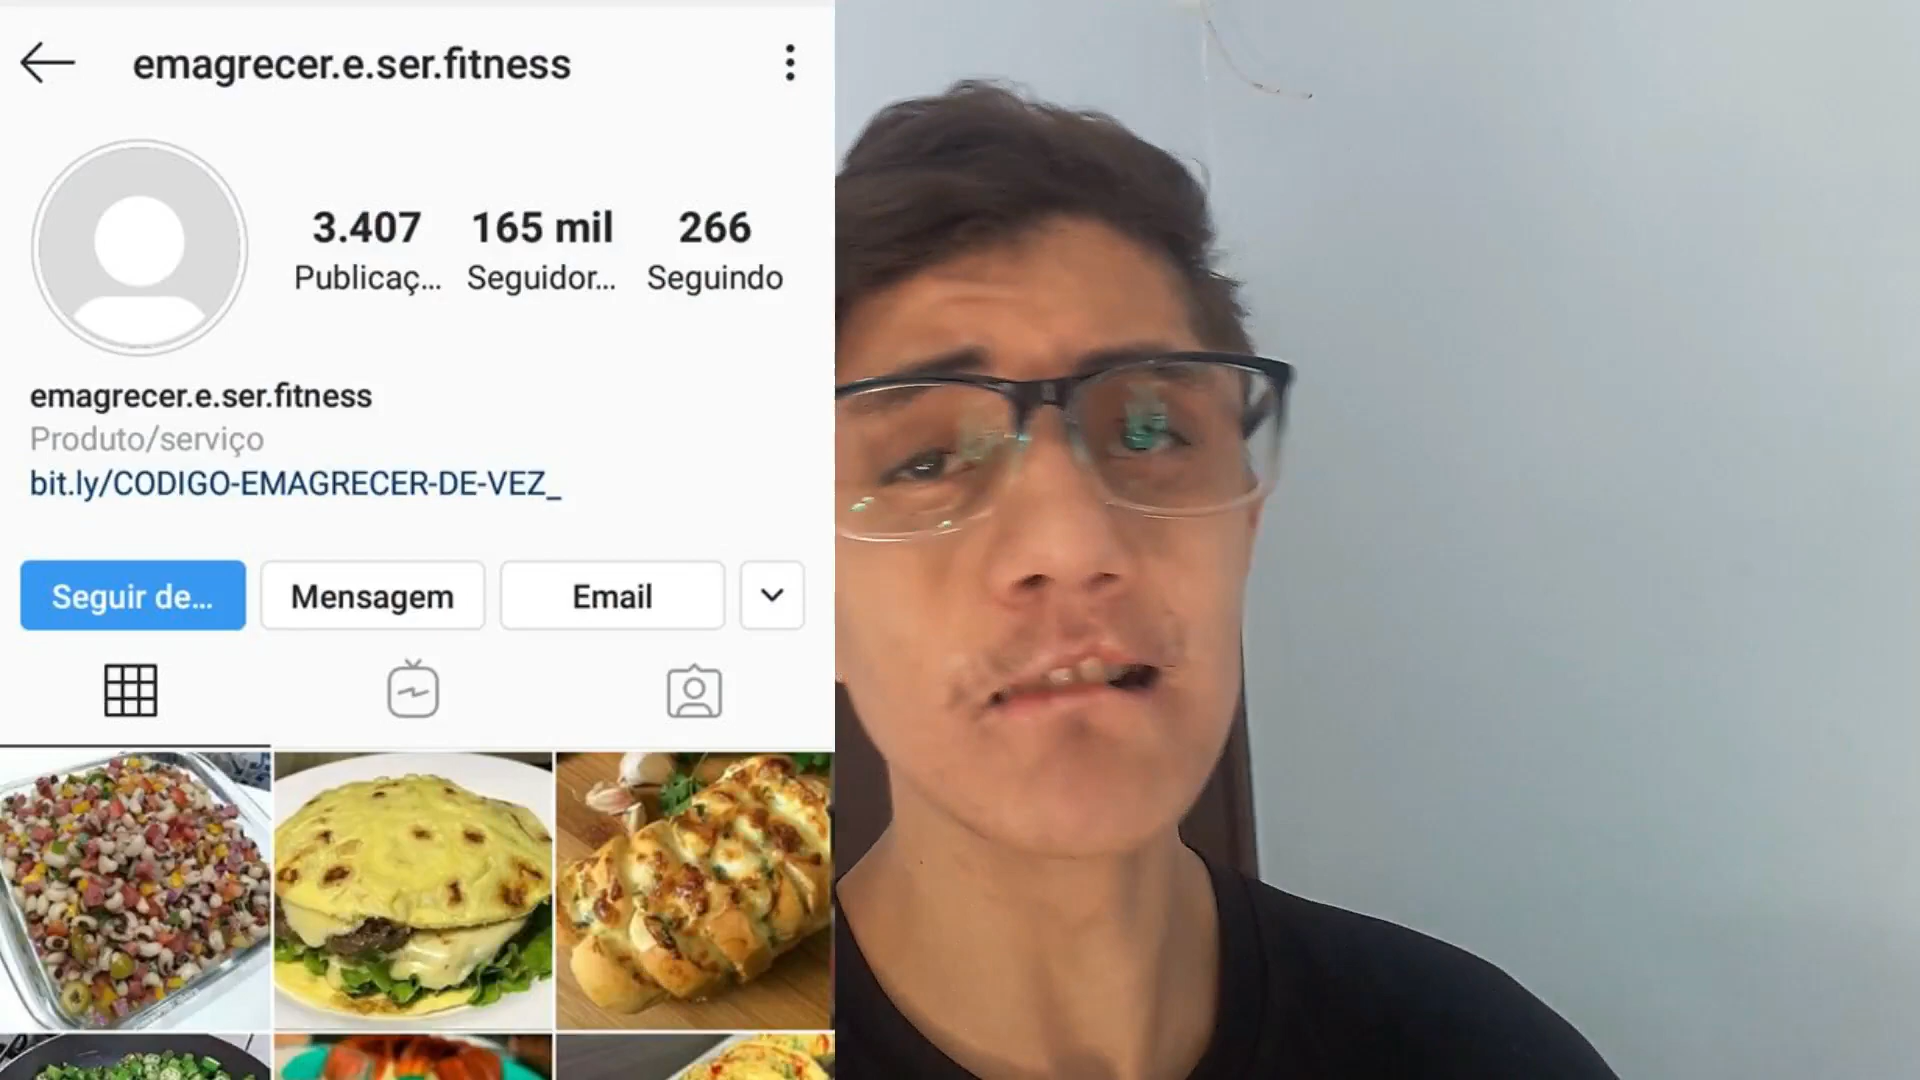 emagrecer.e.ser.fitness
3.407 165 mil 266
Publicaç... Seguidor... Seguindo
emagrecer.e.ser.fitness
Produto/serviço
bit.ly/CODIGO-EMAGRECER-DE-VEZ_
Seguir de... Mensagem Email